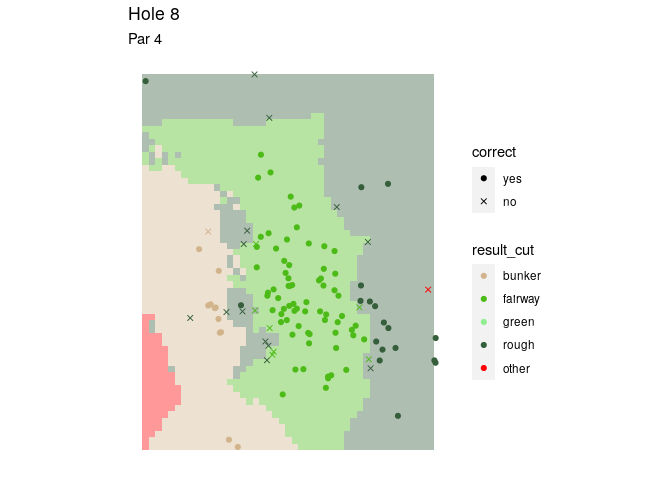 Hole 8
Par 4
correct
yes
no
result_cut
bunker
fairway
green
rough
other